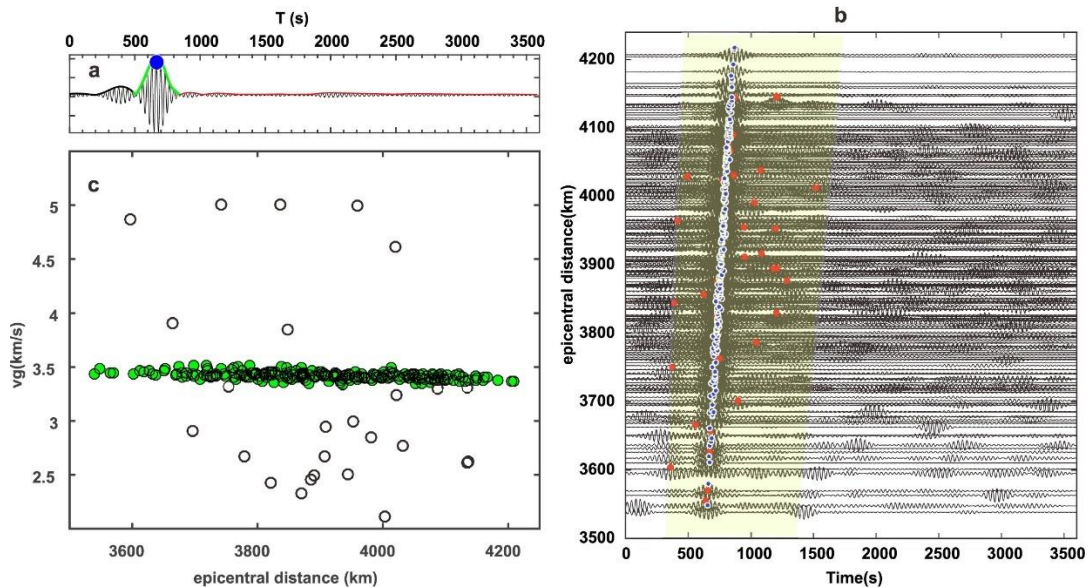 T (s)
0 500 1000 1500 2000 2500 3000 3500
a
c
vg(km/s)
5
4.5
4
3.5
3
2.5
3600 3800 4000 4200
epicentral distance (km)
b
epicentral distance(km)
4200
4100
4000
3900
3800
3700
3600
3500
0 500 1000 1500 2000 2500 3000 3600
Time(s)